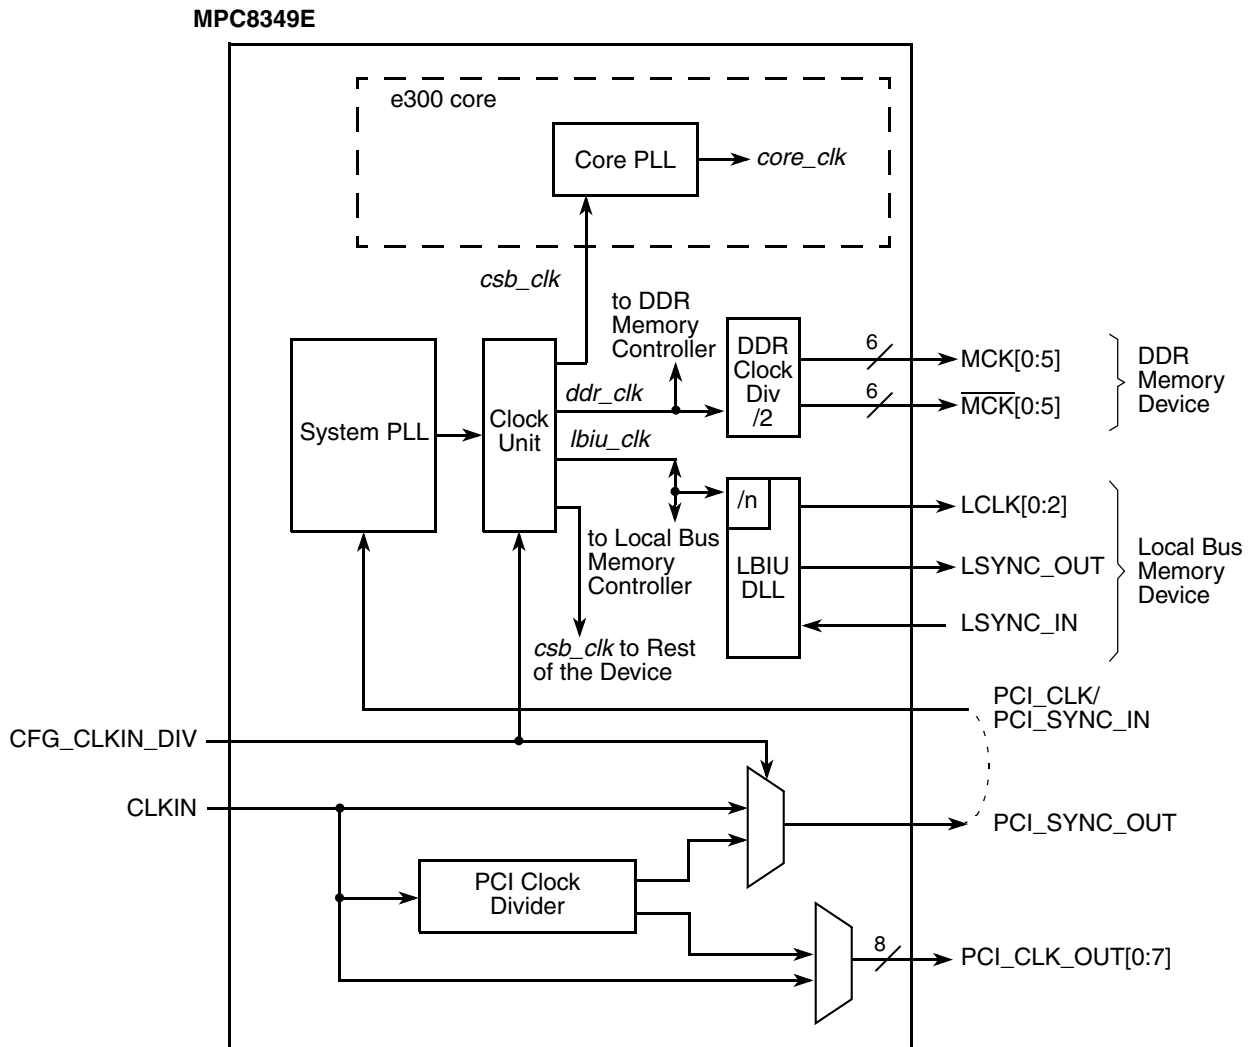 MPC8349E
e300 core
Core PLL
core_clk
csb_clk
to DDR
Memory
Controller
DDR
Clock
Div
/2
6
MCK[0:5]
6
M̅C̅K̅[0:5]
DDR
Memory
Device
System PLL
Clock
Unit
ddr_clk
lbiu_clk
/n
LBIU
DLL
to Local Bus
Memory
Controller
LCLK[0:2]
LSYNC_OUT
LSYNC_IN
Local Bus
Memory
Device
csb_clk to Rest
of the Device
PCI_CLK/
PCI_SYNC_IN
CFG_CLKIN_DIV
CLKIN
PCI_SYNC_OUT
PCI Clock
Divider
8
PCI_CLK_OUT[0:7]